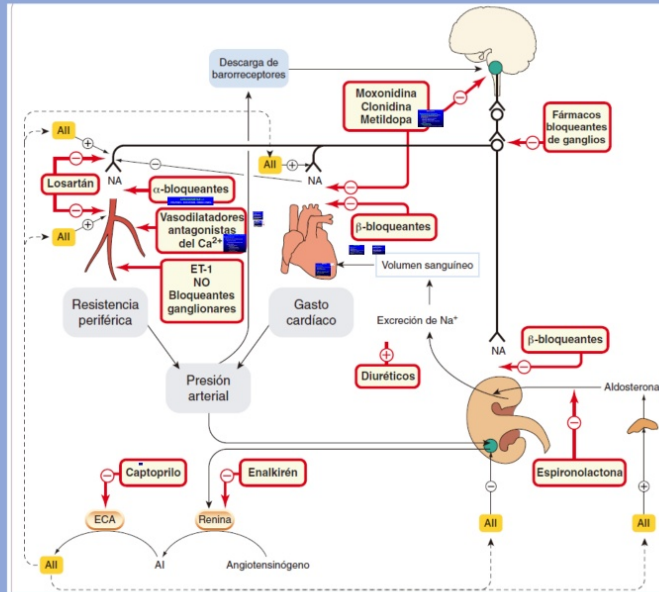 Descarga de
barorreceptores
Moxonidina
Clonidina
Metildopa
Fármacos
bloqueantes
de ganglios
AII
AII
NA
NA
Losartán
α-bloqueantes
Vasodilatadores
antagonistas
del Ca2+
AII
β-bloqueantes
ET-1
NO
Bloqueantes
ganglionares
Volumen sanguíneo
Resistencia
periférica
Gasto
cardíaco
Excreción de Na+
NA
β-bloqueantes
Diuréticos
Presión
arterial
Aldosterona
Captoprilo
Enalkirén
Espironolactona
ECA
Renina
AII
AII
AII
AI
Angiotensinógeno